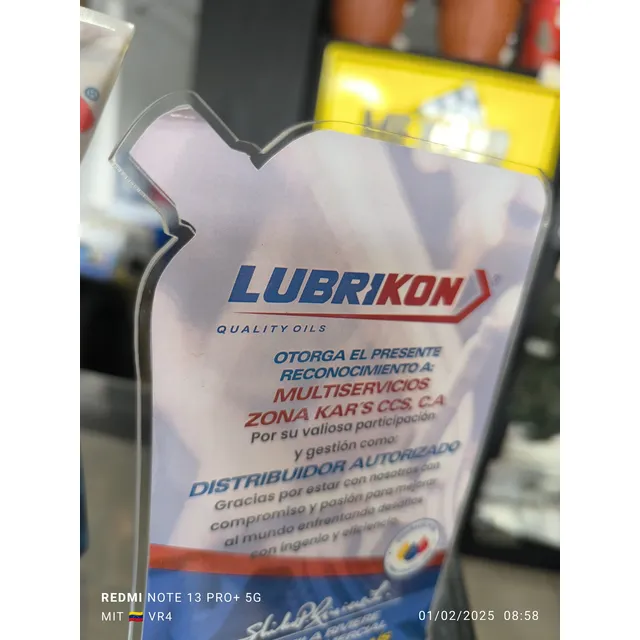 LUBRIKON
QUALITY OILS
OTORGA EL PRESENTE
RECONOCIMIENTO A:
MULTISERVICIOS
ZONA KAR'S CCS, C.A
Por su valiosa participación
y gestión como:
DISTRIBUIDOR AUTORIZADO
Gracias por estar con nosotros con
compromiso y pasión para mejorar
al mundo enfrentando desafíos
con ingenio y eficiencia.
LA RIVIERE
REDMI NOTE 13 PRO+ 5G
MIT 🇻🇪 VR4
01/02/2025 08:58